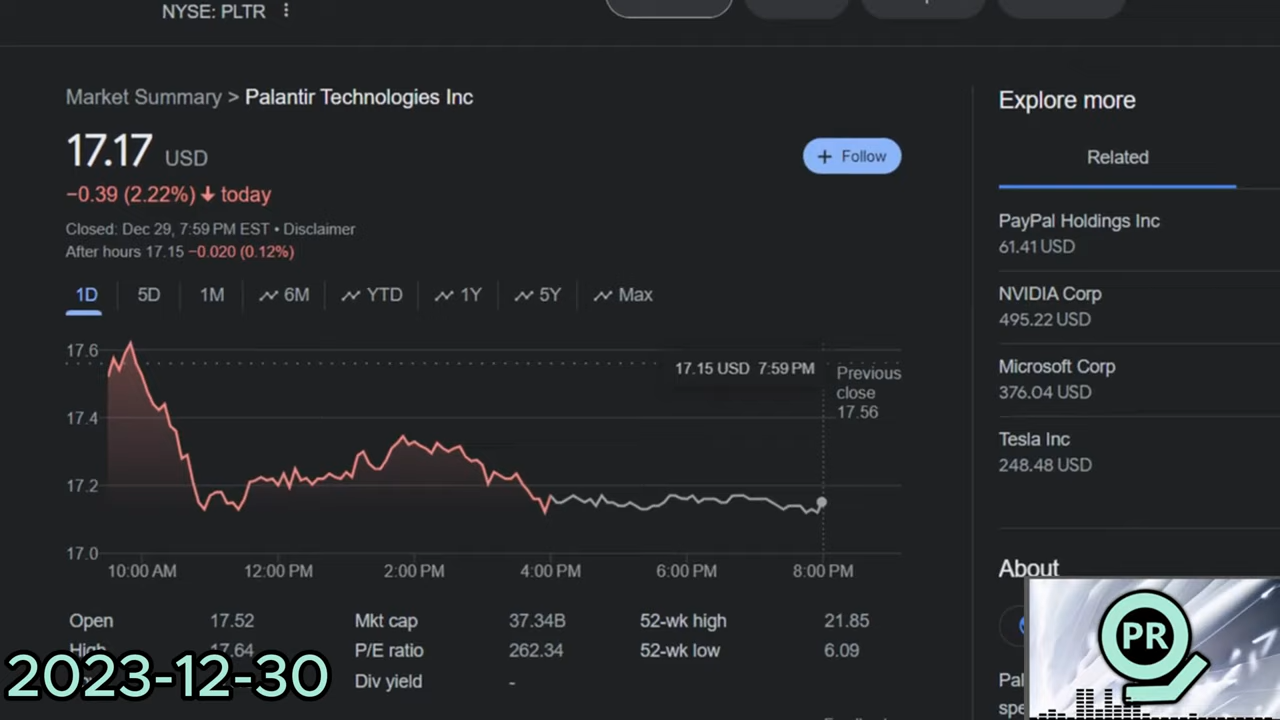 NYSE: PLTR
Market Summary > Palantir Technologies Inc
17.17 USD
+ Follow
−0.39 (2.22%) ↓ today
Closed: Dec 29, 7:59 PM EST • Disclaimer
After hours 17.15 −0.020 (0.12%)
1D 5D 1M 6M YTD 1Y 5Y Max
17.6
17.4
17.2
17.0
17.15 USD 7:59 PM
Previous
close
17.56
10:00 AM 12:00 PM 2:00 PM 4:00 PM 6:00 PM 8:00 PM
Open 17.52 Mkt cap 37.34B 52-wk high 21.85
High 17.64 P/E ratio 262.34 52-wk low 6.09
Div yield -
2023-12-30
Explore more
Related
PayPal Holdings Inc
61.41 USD
NVIDIA Corp
495.22 USD
Microsoft Corp
376.04 USD
Tesla Inc
248.48 USD
About
PR